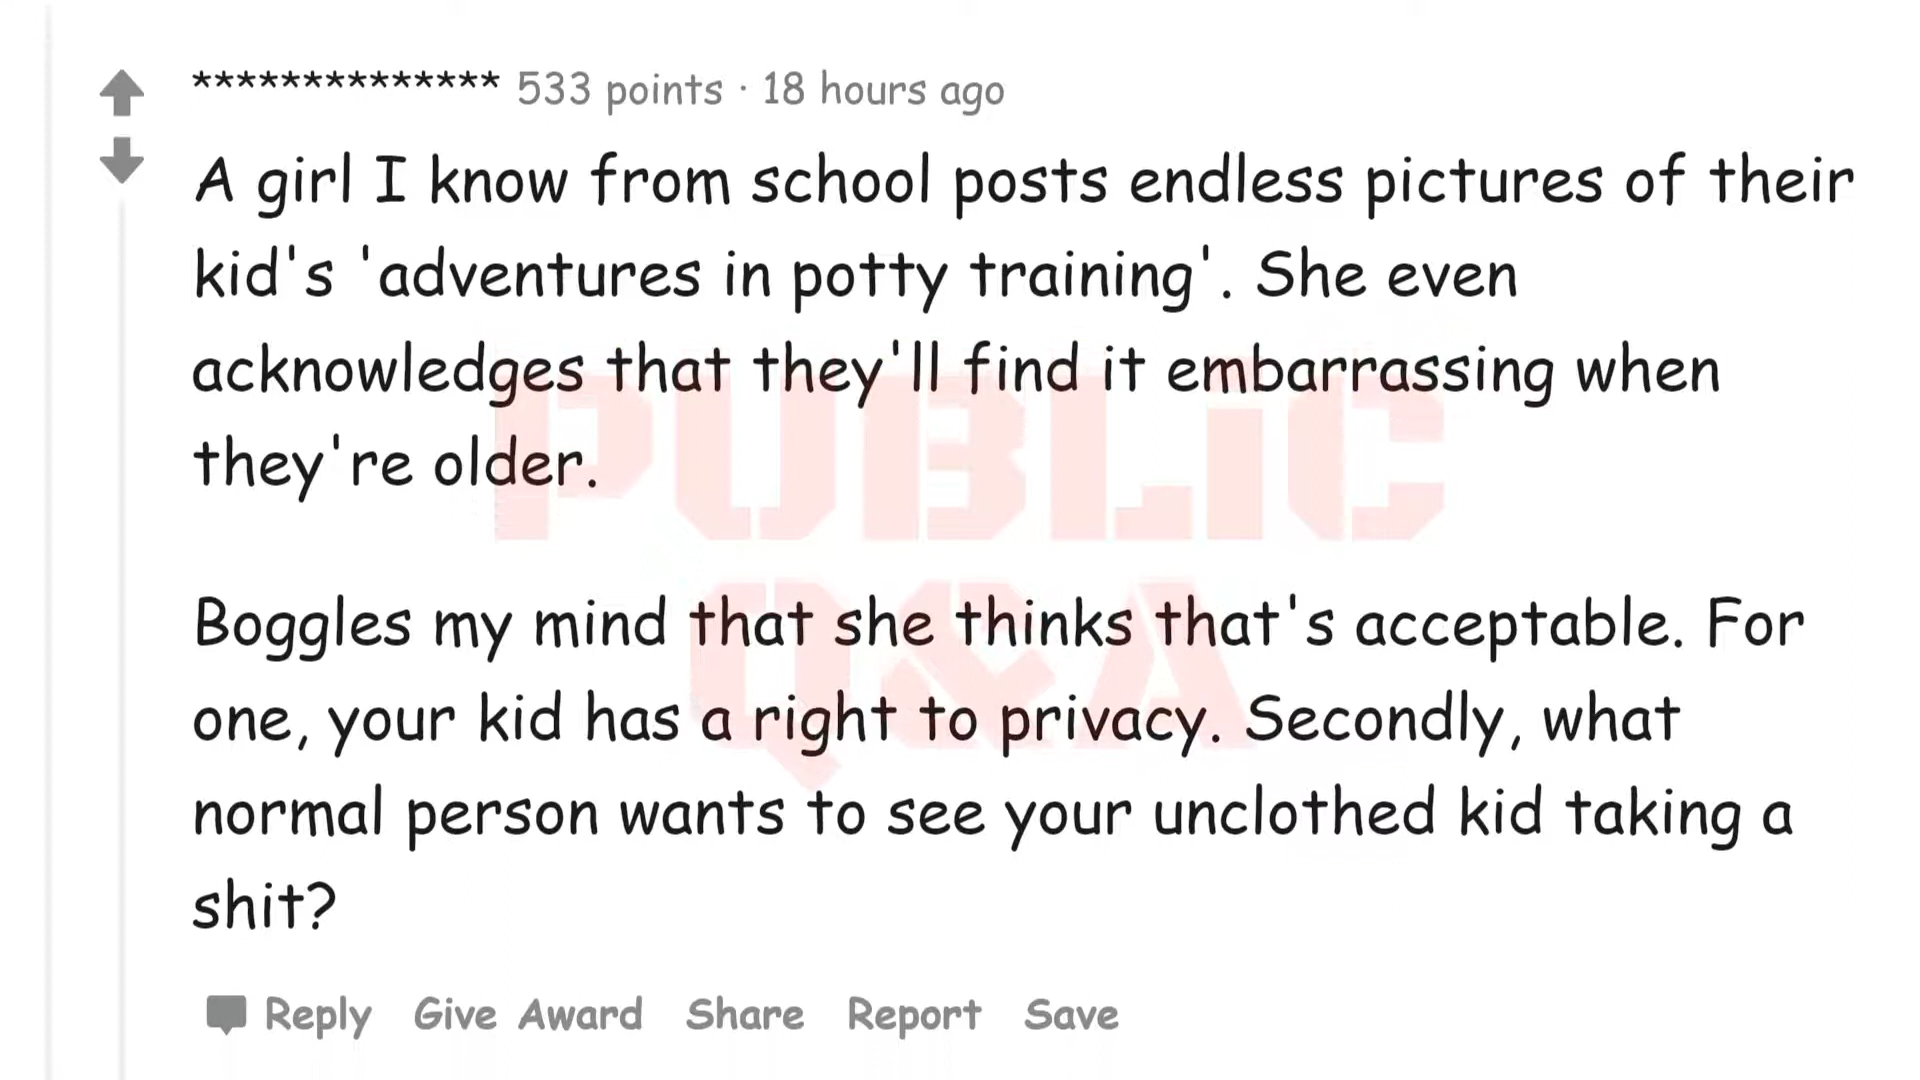 ************** 533 points · 18 hours ago
A girl I know from school posts endless pictures of their
kid's 'adventures in potty training'. She even
acknowledges that they'll find it embarrassing when
they're older.
PUBLiC
Q&A
Boggles my mind that she thinks that's acceptable. For
one, your kid has a right to privacy. Secondly, what
normal person wants to see your unclothed kid taking a
shit?
Reply Give Award Share Report Save